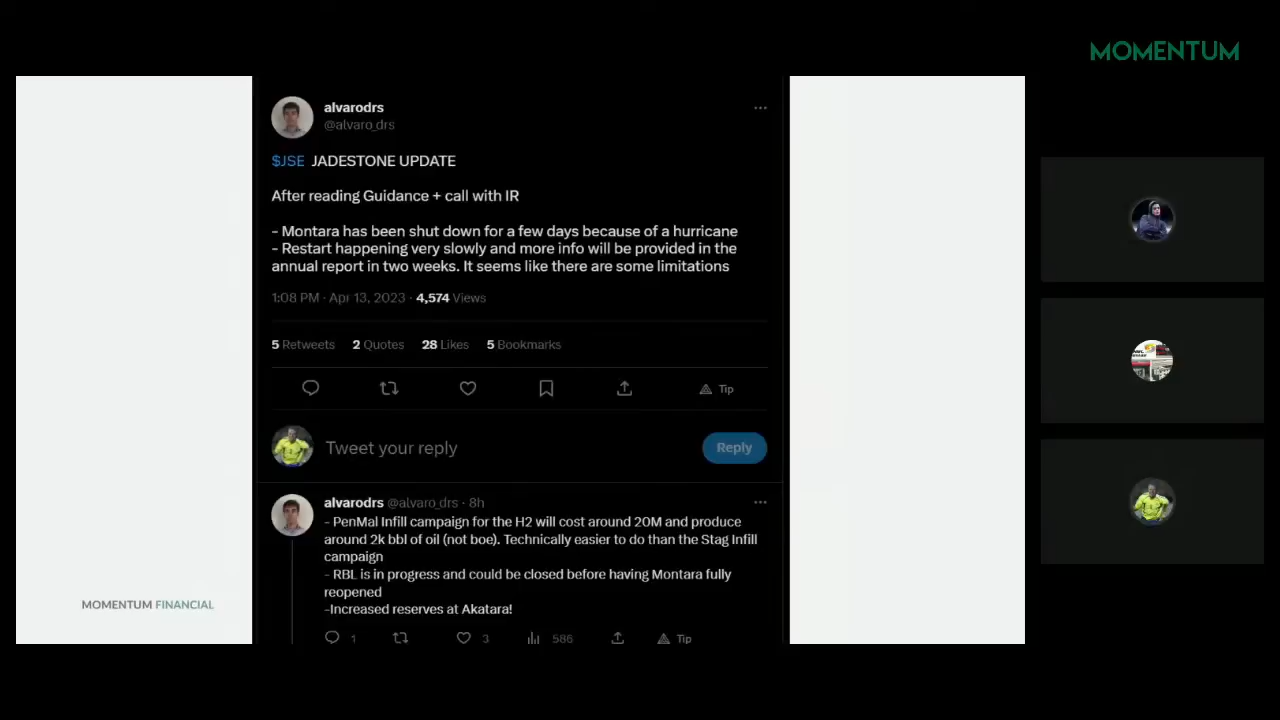 MOMENTUM
alvarodrs
@alvaro_drs
$JSE JADESTONE UPDATE
After reading Guidance + call with IR
- Montara has been shut down for a few days because of a hurricane
- Restart happening very slowly and more info will be provided in the
annual report in two weeks. It seems like there are some limitations
1:08 PM · Apr 13, 2023 · 4,574 Views
5 Retweets 2 Quotes 28 Likes 5 Bookmarks
Tip
Tweet your reply
Reply
alvarodrs @alvaro_drs · 8h
- PenMal Infill campaign for the H2 will cost around 20M and produce
around 2k bbl of oil (not boe). Technically easier to do than the Stag Infill
campaign
- RBL is in progress and could be closed before having Montara fully
reopened
-Increased reserves at Akatara!
1 3 586 Tip
MOMENTUM FINANCIAL